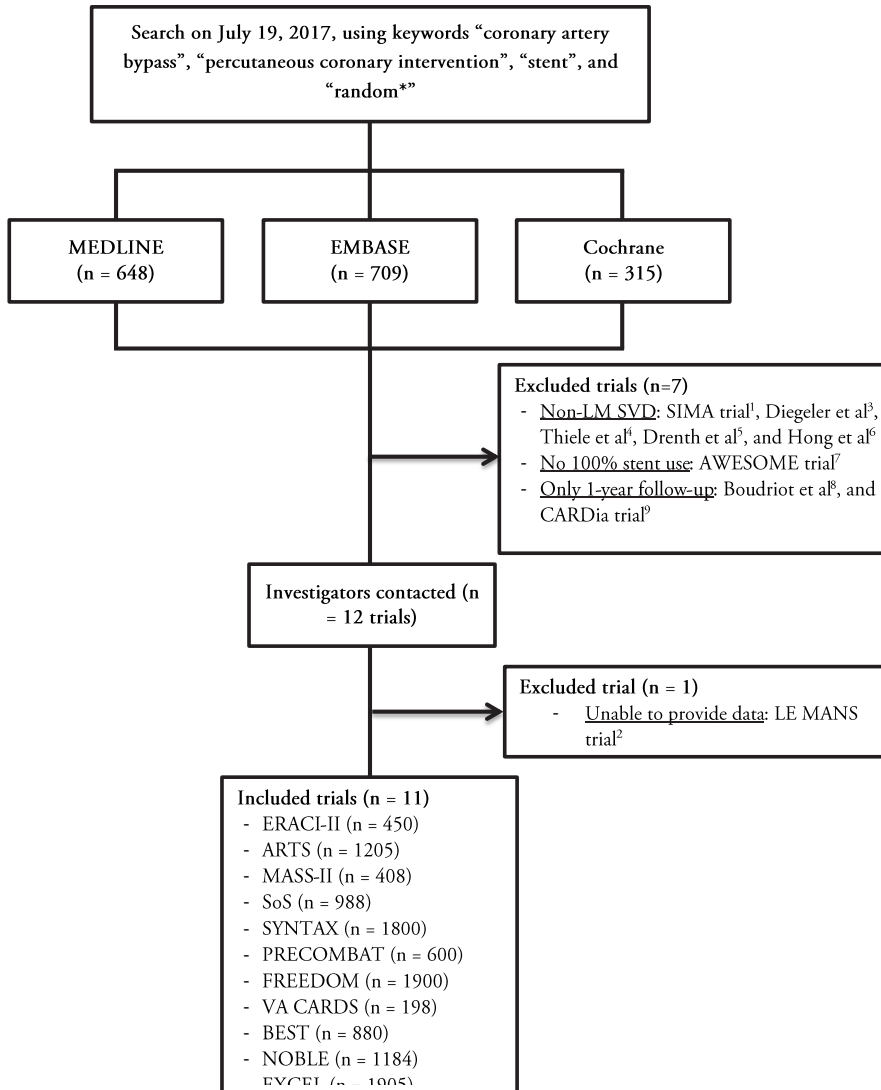 Search on July 19, 2017, using keywords “coronary artery
bypass”, “percutaneous coronary intervention”, “stent”, and
“random*”
MEDLINE
(n = 648)
EMBASE
(n = 709)
Cochrane
(n = 315)
Excluded trials (n=7)
- Non-LM SVD: SIMA trial¹, Diegeler et al³,
Thiele et al⁴, Drenth et al⁵, and Hong et al⁶
- No 100% stent use: AWESOME trial⁷
- Only 1-year follow-up: Boudriot et al⁸, and
CARDia trial⁹
Investigators contacted (n
= 12 trials)
Excluded trial (n = 1)
- Unable to provide data: LE MANS
trial²
Included trials (n = 11)
- ERACI-II (n = 450)
- ARTS (n = 1205)
- MASS-II (n = 408)
- SoS (n = 988)
- SYNTAX (n = 1800)
- PRECOMBAT (n = 600)
- FREEDOM (n = 1900)
- VA CARDS (n = 198)
- BEST (n = 880)
- NOBLE (n = 1184)
EXCEL (n = 1905)